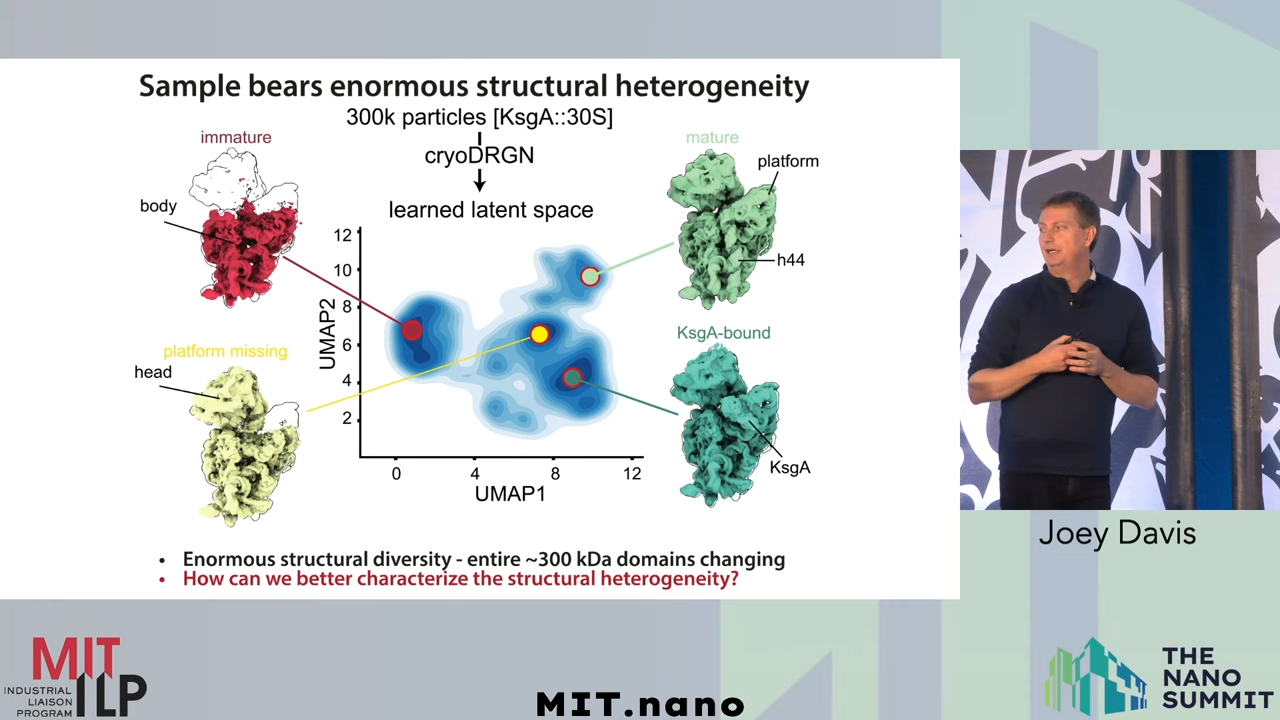 Sample bears enormous structural heterogeneity
300k particles [KsgA::30S]
cryoDRGN
learned latent space
immature
body
mature
platform
h44
platform missing
head
KsgA-bound
KsgA
12
10
8
6
4
2
UMAP2
0
4
8
12
UMAP1
• Enormous structural diversity - entire ~300 kDa domains changing
• How can we better characterize the structural heterogeneity?
Joey Davis
MIT
ILP
INDUSTRIAL
LIAISON
PROGRAM
MIT.nano
THE
NANO
SUMMIT